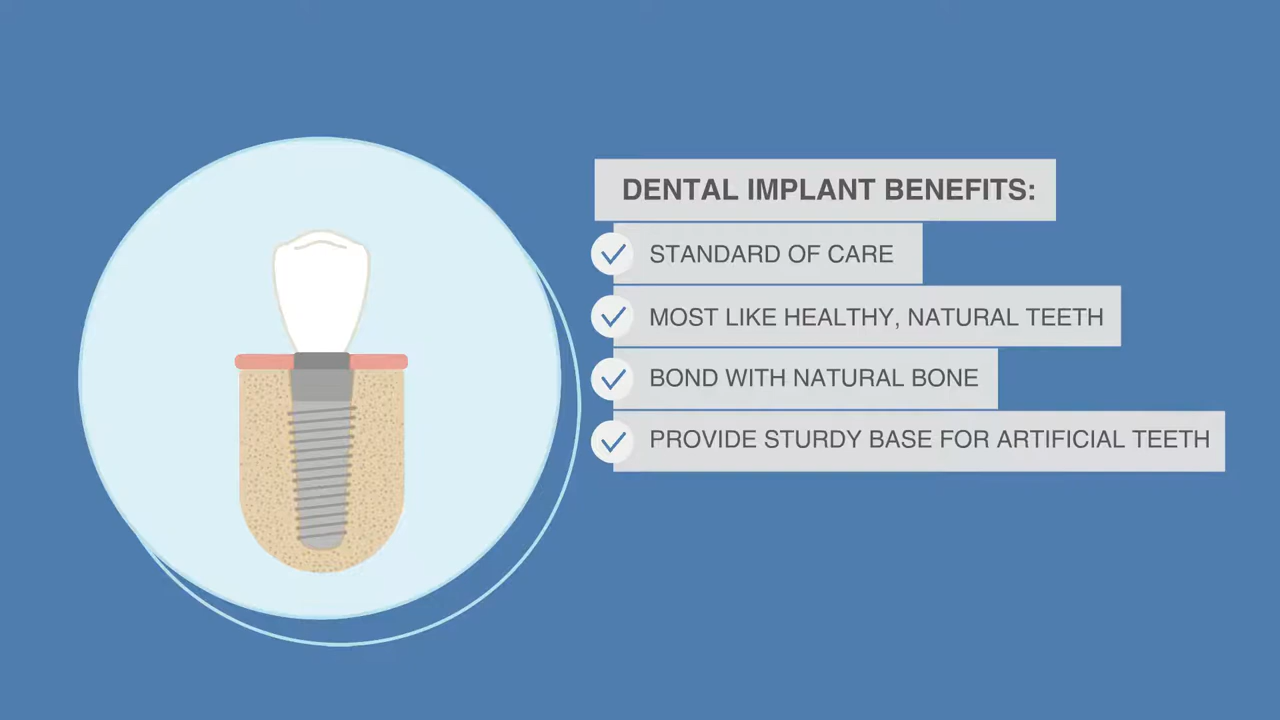 DENTAL IMPLANT BENEFITS:
STANDARD OF CARE
MOST LIKE HEALTHY, NATURAL TEETH
BOND WITH NATURAL BONE
PROVIDE STURDY BASE FOR ARTIFICIAL TEETH